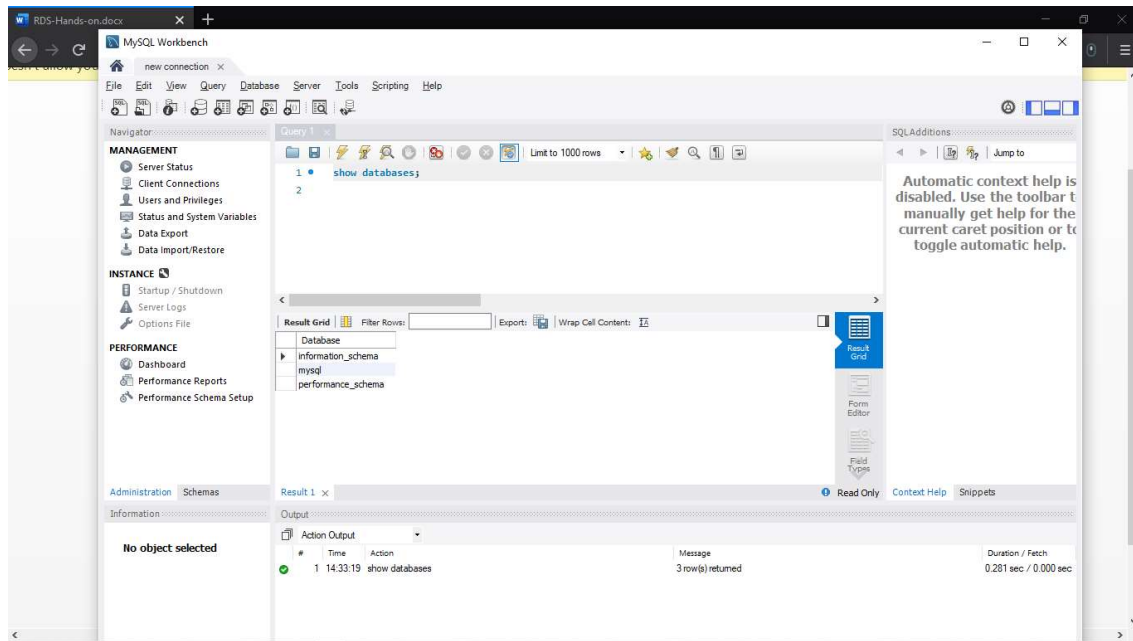 RDS-Hands-on.docx
MySQL Workbench
new connection
File Edit View Query Database Server Tools Scripting Help
Navigator
MANAGEMENT
Server Status
Client Connections
Users and Privileges
Status and System Variables
Data Export
Data Import/Restore
INSTANCE
Startup / Shutdown
Server Logs
Options File
PERFORMANCE
Dashboard
Performance Reports
Performance Schema Setup
Administration Schemas
Information
No object selected
Query 1
Limit to 1000 rows
1 show databases;
2
Result Grid Filter Rows: Export: Wrap Cell Content:
Database
information_schema
mysql
performance_schema
Result Grid
Form Editor
Field Types
Result 1 Read Only
SQLAdditions
Jump to
Automatic context help is
disabled. Use the toolbar t
manually get help for the
current caret position or to
toggle automatic help.
Context Help Snippets
Output
Action Output
# Time Action Message Duration / Fetch
1 14:33:19 show databases 3 row(s) returned 0.281 sec / 0.000 sec